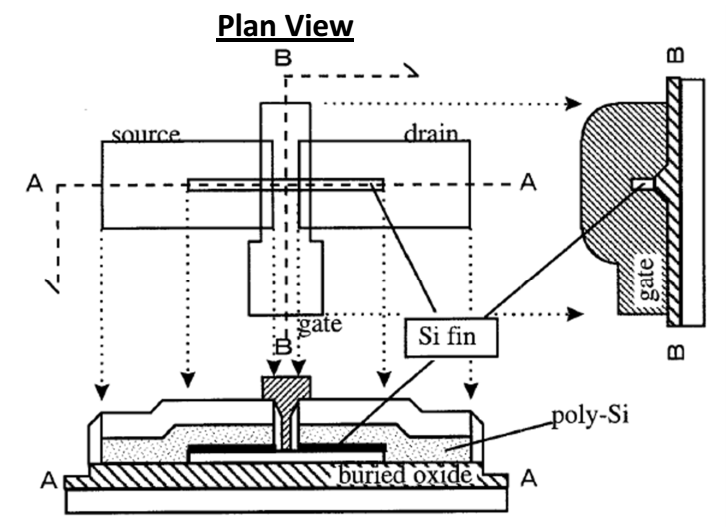 Plan View
B
B
source
drain
A
A
gate
gate
B
Si fin
B
poly-Si
A
buried oxide
A